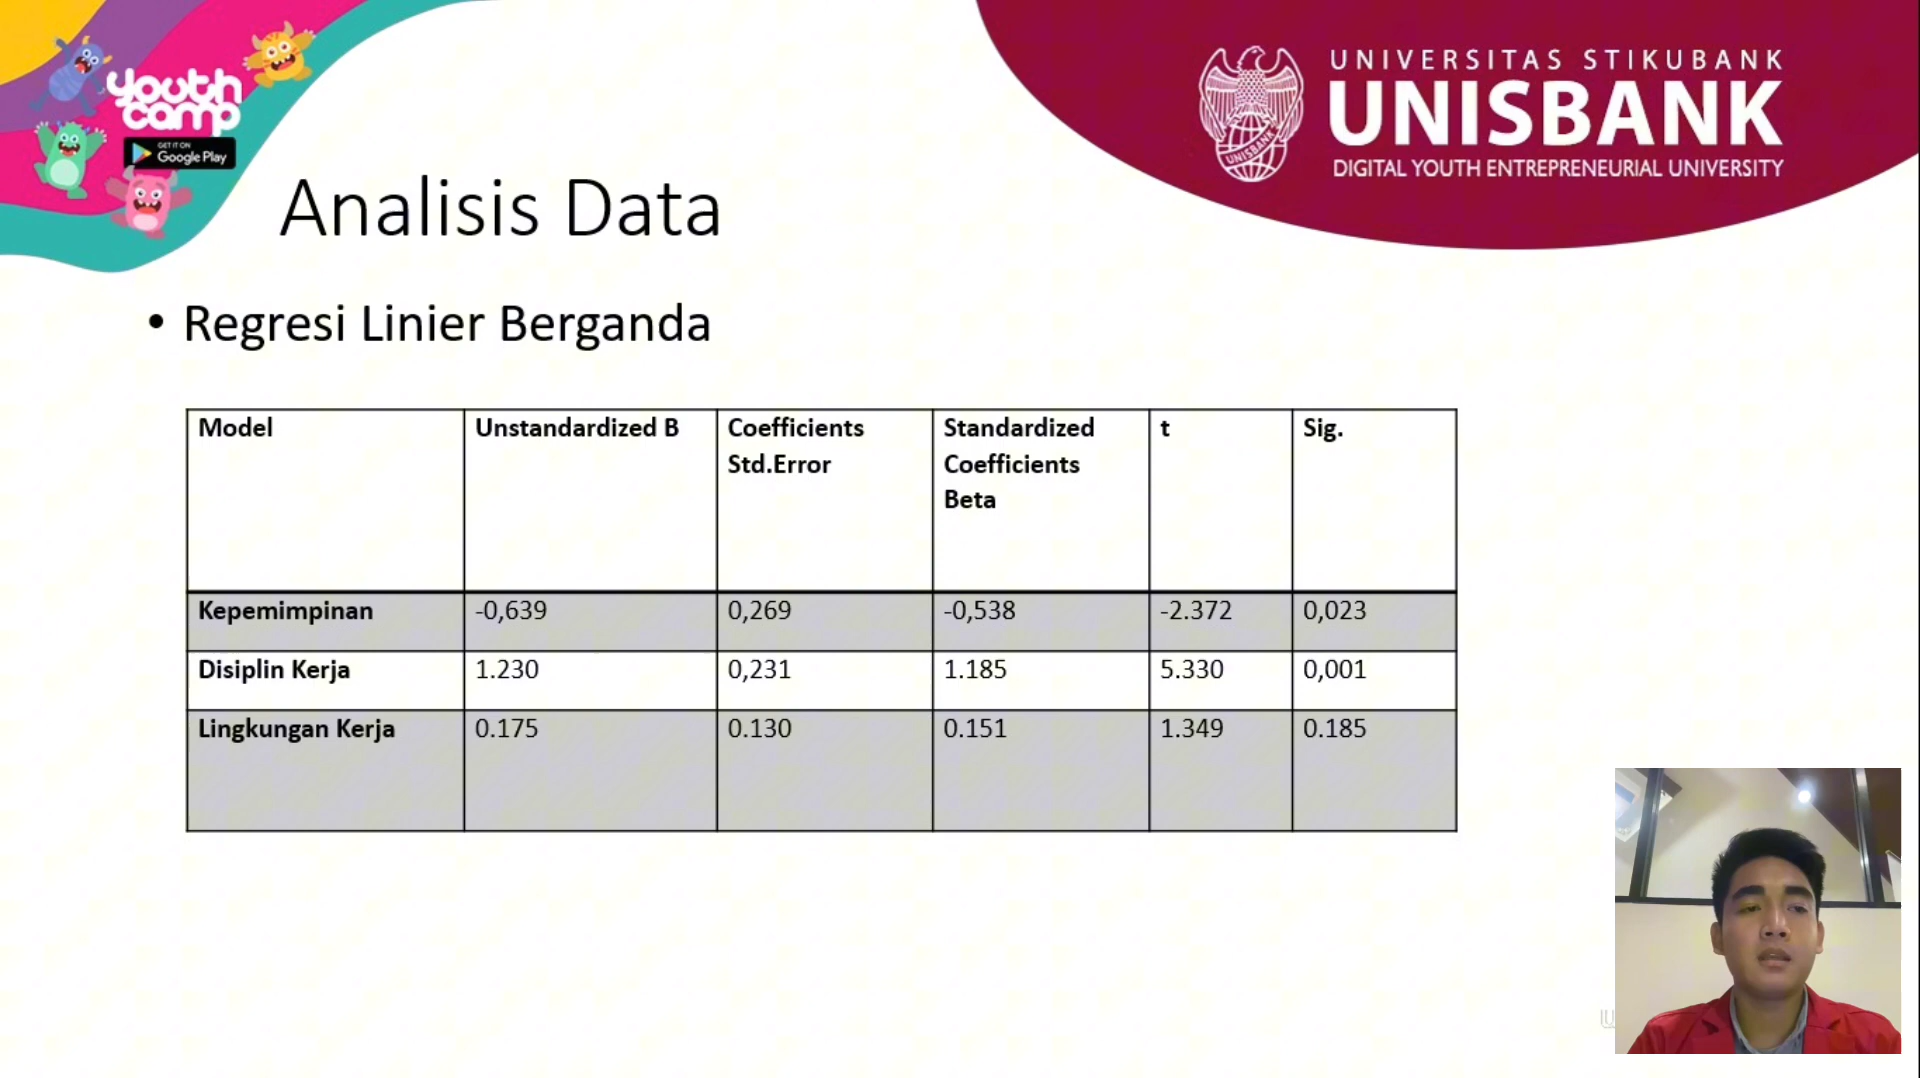 youth
camp
GET IT ON
Google Play
UNIVERSITAS STIKUBANK
UNISBANK
DIGITAL YOUTH ENTREPRENEURIAL UNIVERSITY
UNISBANK
Analisis Data
• Regresi Linier Berganda
Model Unstandardized B Coefficients Std.Error Standardized Coefficients Beta t Sig.
Kepemimpinan -0,639 0,269 -0,538 -2.372 0,023
Disiplin Kerja 1.230 0,231 1.185 5.330 0,001
Lingkungan Kerja 0.175 0.130 0.151 1.349 0.185